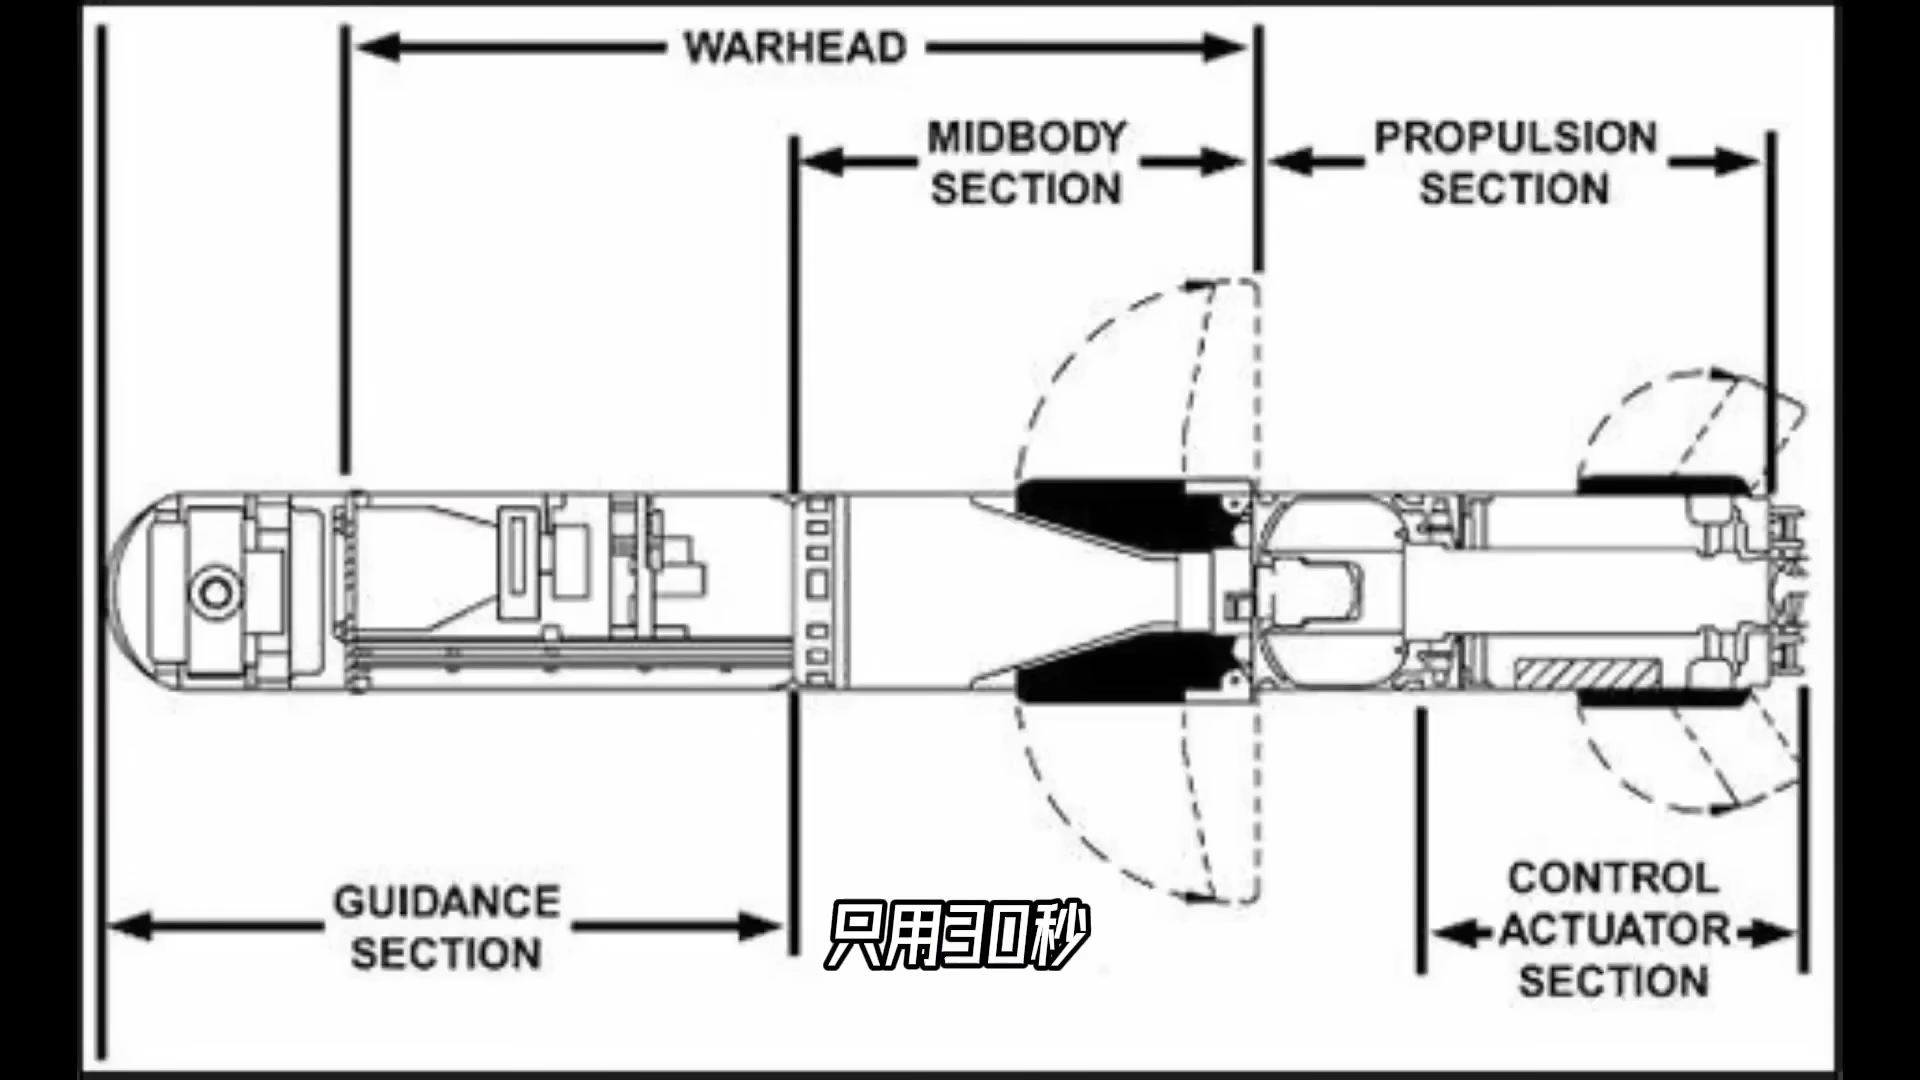 WARHEAD
MIDBODY
SECTION
PROPULSION
SECTION
GUIDANCE
SECTION
只用30秒
CONTROL
ACTUATOR
SECTION